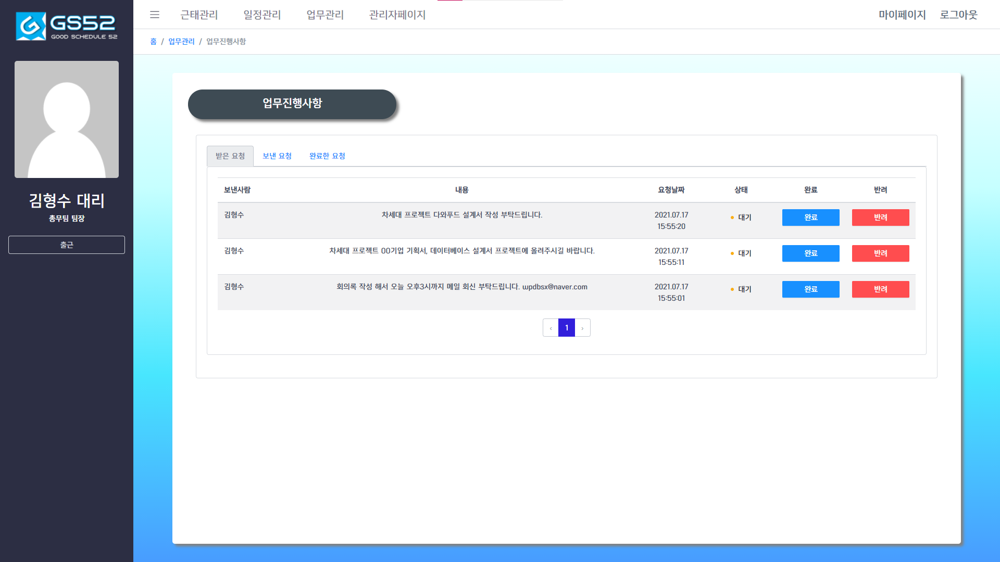 GS52
GOOD SCHEDULE 52
근태관리 일정관리 업무관리 관리자페이지 마이페이지 로그아웃
홈 / 업무관리 / 업무진행사항
김형수 대리
총무팀 팀장
출근
업무진행사항
받은 요청 보낸 요청 완료한 요청
보낸사람 내용 요청날짜 상태 완료 반려
김형수 차세대 프로젝트 다와푸드 설계서 작성 부탁드립니다. 2021.07.17 대기 완료 반려
15:55:20
김형수 차세대 프로젝트 OO기업 기획서, 데이터베이스 설계서 프로젝트에 올려주시길 바랍니다. 2021.07.17 대기 완료 반려
15:55:11
김형수 회의록 작성 해서 오늘 오후3시까지 메일 회신 부탁드립니다. wpdbsx@naver.com 2021.07.17 대기 완료 반려
15:55:01
‹ 1 ›